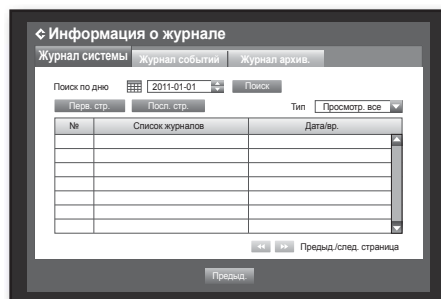 Информация о журнале
Журнал системы Журнал событий Журнал архив.
Поиск по дню 2011-01-01 Поиск
Перв. стр. Посл. стр. Тип Просмотр. все
№ Список журналов Дата/вр.
Предыд./след. страница
Предыд.